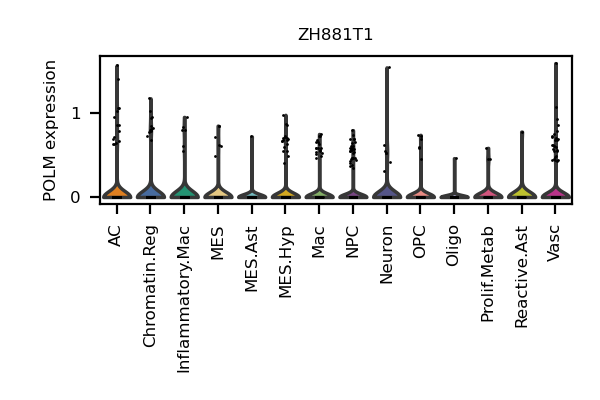 ZH881T1
POLM expression
1
0
AC
Chromatin.Reg
Inflammatory.Mac
MES
MES.Ast
MES.Hyp
Mac
NPC
Neuron
OPC
Oligo
Prolif.Metab
Reactive.Ast
Vasc